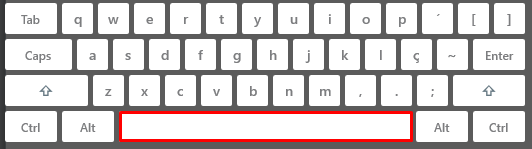 Tab q w e r t y u i o p ´ [ ]
Caps a s d f g h j k l ç ~ Enter
⇧ z x c v b n m , . ; ⇧
Ctrl Alt Alt Ctrl